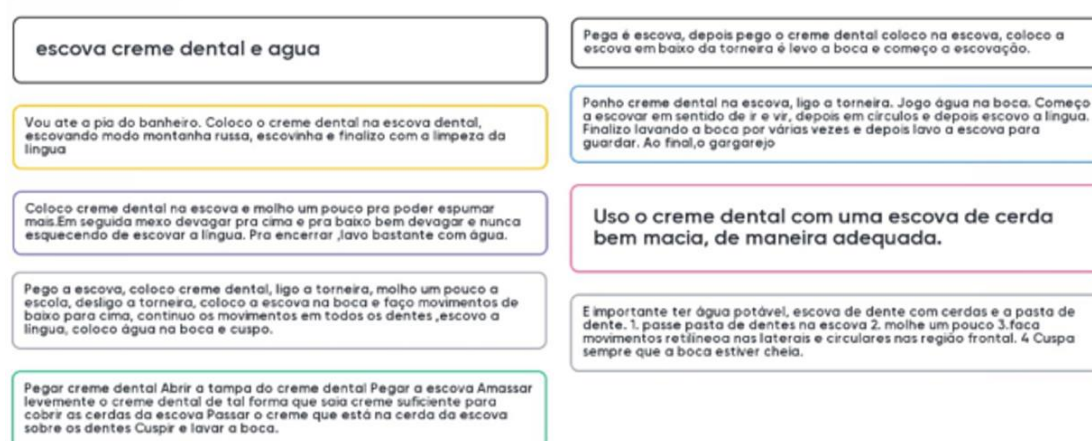 escova creme dental e agua
Vou ate a pia do banheiro. Coloco o creme dental na escova dental,
escovando modo montanha russa, escovinha e finalizo com a limpeza da
lingua
Coloco creme dental na escova e molho um pouco pra poder espumar
mais.Em seguida mexo devagar pra cima e pra baixo bem devagar e nunca
esquecendo de escovar a língua. Pra encerrar ,lavo bastante com água.
Pego a escova, coloco creme dental, ligo a torneira, molho um pouco a
escola, desligo a torneira, coloco a escova na boca e faço movimentos de
baixo para cima, continuo os movimentos em todos os dentes ,escovo a
língua, coloco água na boca e cuspo.
Pegar creme dental Abrir a tampa do creme dental Pegar a escova Amassar
levemente o creme dental de tal forma que saia creme suficiente para
cobrir as cerdas da escova Passar o creme que está na cerda da escova
sobre os dentes Cuspir e lavar a boca.
Pega é escova, depois pego o creme dental coloco na escova, coloco a
escova em baixo da torneira é levo a boca e começo a escovação.
Ponho creme dental na escova, ligo a torneira. Jogo água na boca. Começo
a escovar em sentido de ir e vir, depois em círculos e depois escovo a língua.
Finalizo lavando a boca por várias vezes e depois lavo a escova para
guardar. Ao final,o gargarejo
Uso o creme dental com uma escova de cerda
bem macia, de maneira adequada.
E importante ter água potável, escova de dente com cerdas e a pasta de
dente. 1. passe pasta de dentes na escova 2. molhe um pouco 3.faca
movimentos retilíneoa nas laterais e circulares nas região frontal. 4 Cuspa
sempre que a boca estiver cheia.